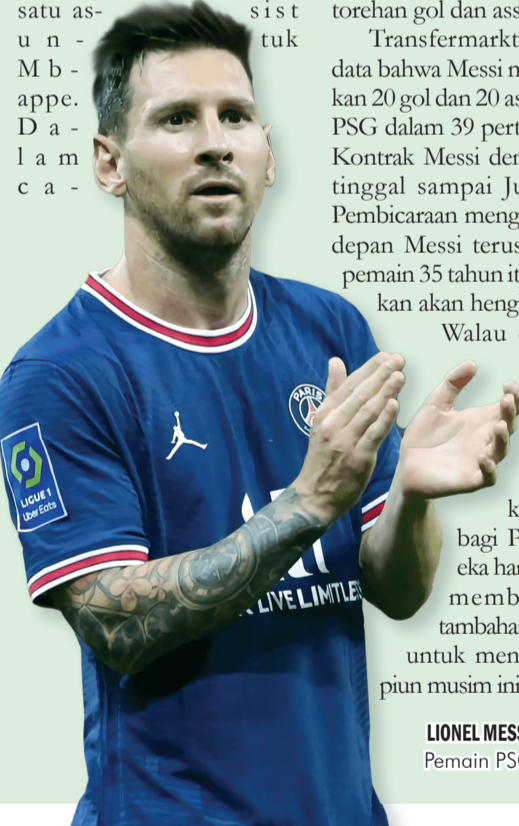 satu as- sist
u n - tuk
M b -
appe.
D a -
l a m
c a -
torehan gol dan ass
Transfermarkt
data bahwa Messi m
kan 20 gol dan 20 as
PSG dalam 39 pert
Kontrak Messi den
tinggal sampai Ju
Pembicaraan meng
depan Messi terus
pemain 35 tahun it
kan akan heng
Walau
k
bagi P
eka har
memb
tambaha
untuk men
piun musim ini
PARIS
LIGUE 1
Uber Eats
LIVE LIMITLE
LIONEL MESS
Pemain PSG